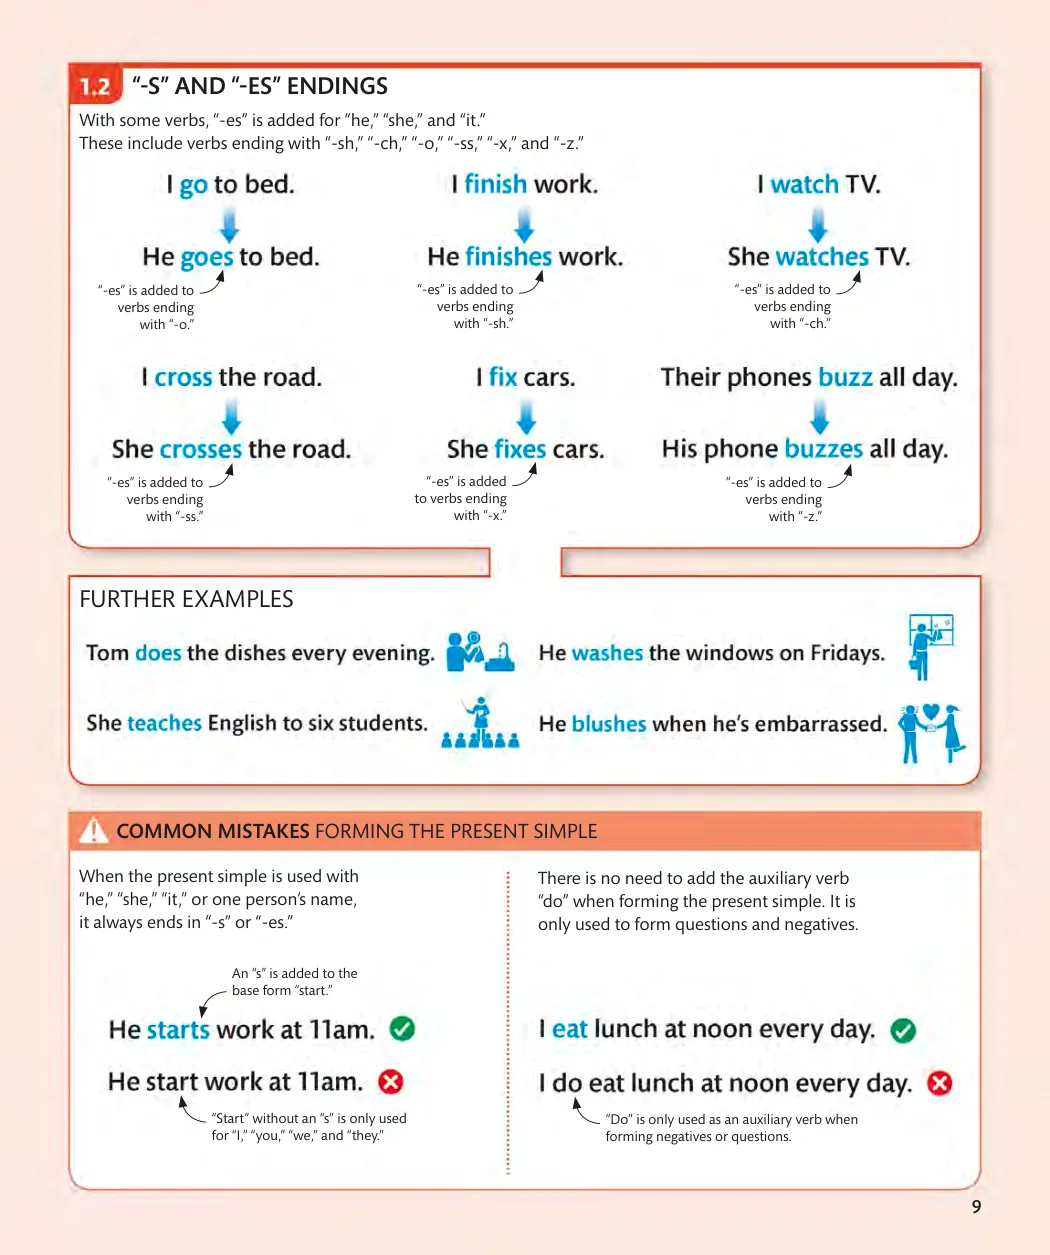 1.2 “-S” AND “-ES” ENDINGS
With some verbs, “-es” is added for “he,” “she,” and “it.”
These include verbs ending with “-sh,” “-ch,” “-o,” “-ss,” “-x,” and “-z.”
I go to bed.
He goes to bed.
“-es” is added to
verbs ending
with “-o.”
I finish work.
He finishes work.
“-es” is added to
verbs ending
with “-sh.”
I watch TV.
She watches TV.
“-es” is added to
verbs ending
with “-ch.”
I cross the road.
She crosses the road.
“-es” is added to
verbs ending
with “-ss.”
I fix cars.
She fixes cars.
“-es” is added
to verbs ending
with “-x.”
Their phones buzz all day.
His phone buzzes all day.
“-es” is added to
verbs ending
with “-z.”
FURTHER EXAMPLES
Tom does the dishes every evening.
He washes the windows on Fridays.
She teaches English to six students.
He blushes when he’s embarrassed.
COMMON MISTAKES FORMING THE PRESENT SIMPLE
When the present simple is used with
“he,” “she,” “it,” or one person’s name,
it always ends in “-s” or “-es.”
An “s” is added to the
base form “start.”
He starts work at 11am.
He start work at 11am.
“Start” without an “s” is only used
for “I,” “you,” “we,” and “they.”
There is no need to add the auxiliary verb
“do” when forming the present simple. It is
only used to form questions and negatives.
I eat lunch at noon every day.
I do eat lunch at noon every day.
“Do” is only used as an auxiliary verb when
forming negatives or questions.
9